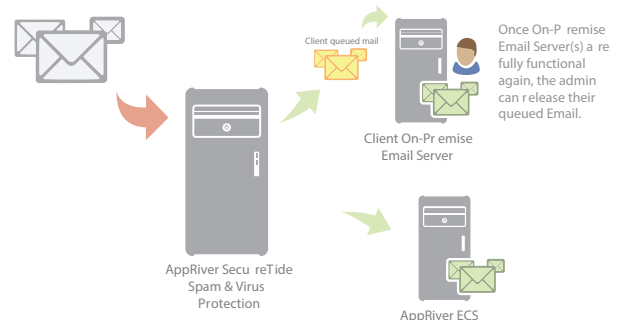 Client queued mail
Once On-P remise
Email Server(s) a re
fully functional
again, the admin
can r elease their
queued Email.
Client On-Pr emise
Email Server
AppRiver Secu reTide
Spam & Virus
Protection
AppRiver ECS